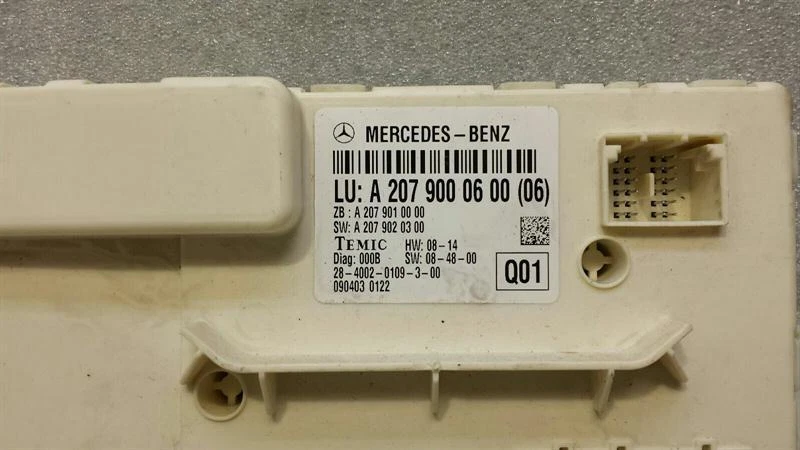 MERCEDES-BENZ
LU: A 207 900 06 00 (06)
ZB : A 207 901 00 00
SW: A 207 902 03 00
TEMIC HW: 08-14
Diag: 000B SW: 08-48-00
28-4002-0109-3-00
090403 0122
Q01